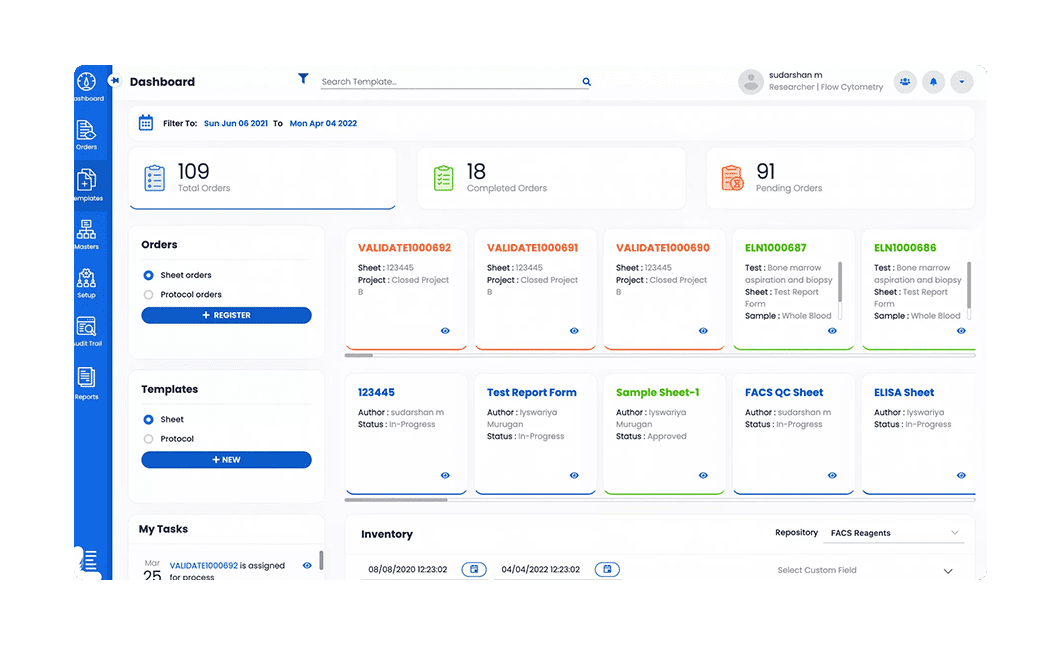 Dashboard
Search Template...
sudarshan m
Researcher | Flow Cytometry
ashboard
Orders
emplates
Masters
Setup
udit Trail
Reports
Filter To: Sun Jun 06 2021 To Mon Apr 04 2022
109
Total Orders
18
Completed Orders
91
Pending Orders
Orders
Sheet orders
Protocol orders
+ REGISTER
VALIDATE1000692
Sheet : 123445
Project : Closed Project
B
VALIDATE1000691
Sheet : 123445
Project : Closed Project
B
VALIDATE1000690
Sheet : 123445
Project : Closed Project
B
ELN1000687
Test : Bone marrow
aspiration and biopsy
Sheet : Test Report
Form
Sample : Whole Blood
ELN1000686
Test : Bone marrow
aspiration and biopsy
Sheet : Test Report
Form
Sample : Whole Blood
Templates
Sheet
Protocol
+ NEW
123445
Author : sudarshan m
Status : In-Progress
Test Report Form
Author : Iyswariya
Murugan
Status : In-Progress
Sample Sheet-1
Author : Iyswariya
Murugan
Status : Approved
FACS QC Sheet
Author : sudarshan m
Status : In-Progress
ELISA Sheet
Author : Iyswariya
Status : In-Progress
My Tasks
Mar
25
VALIDATE1000692 is assigned
for process
Inventory
Repository FACS Reagents
08/08/2020 12:23:02 04/04/2022 12:23:02
Select Custom Field